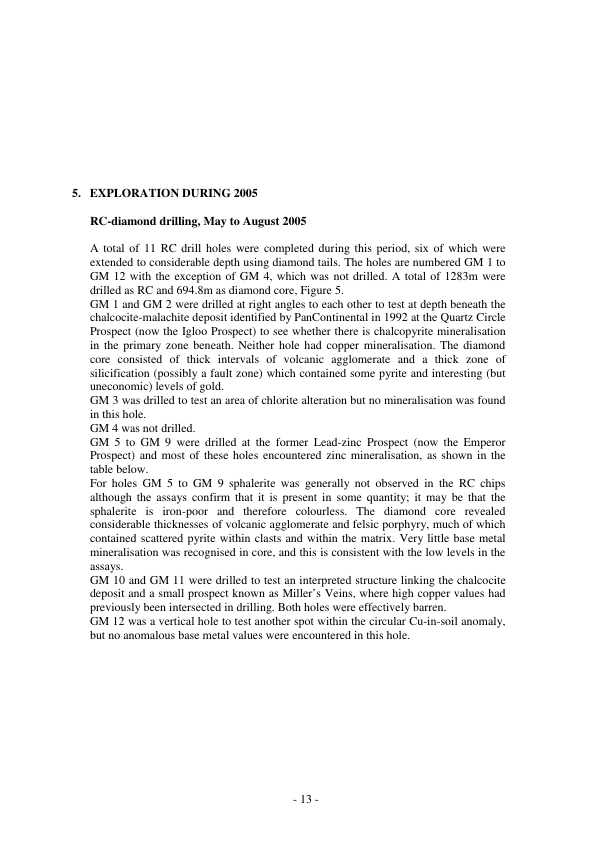 5. EXPLORATION DURING 2005
RC-diamond drilling, May to August 2005
A total of 11 RC drill holes were completed during this period, six of which were
extended to considerable depth using diamond tails. The holes are numbered GM 1 to
GM 12 with the exception of GM 4, which was not drilled. A total of 1283m were
drilled as RC and 694.8m as diamond core, Figure 5.
GM 1 and GM 2 were drilled at right angles to each other to test at depth beneath the
chalcocite-malachite deposit identified by PanContinental in 1992 at the Quartz Circle
Prospect (now the Igloo Prospect) to see whether there is chalcopyrite mineralisation
in the primary zone beneath. Neither hole had copper mineralisation. The diamond
core consisted of thick intervals of volcanic agglomerate and a thick zone of
silicification (possibly a fault zone) which contained some pyrite and interesting (but
uneconomic) levels of gold.
GM 3 was drilled to test an area of chlorite alteration but no mineralisation was found
in this hole.
GM 4 was not drilled.
GM 5 to GM 9 were drilled at the former Lead-zinc Prospect (now the Emperor
Prospect) and most of these holes encountered zinc mineralisation, as shown in the
table below.
For holes GM 5 to GM 9 sphalerite was generally not observed in the RC chips
although the assays confirm that it is present in some quantity; it may be that the
sphalerite is iron-poor and therefore colourless. The diamond core revealed
considerable thicknesses of volcanic agglomerate and felsic porphyry, much of which
contained scattered pyrite within clasts and within the matrix. Very little base metal
mineralisation was recognised in core, and this is consistent with the low levels in the
assays.
GM 10 and GM 11 were drilled to test an interpreted structure linking the chalcocite
deposit and a small prospect known as Miller's Veins, where high copper values had
previously been intersected in drilling. Both holes were effectively barren.
GM 12 was a vertical hole to test another spot within the circular Cu-in-soil anomaly,
but no anomalous base metal values were encountered in this hole.
- 13 -